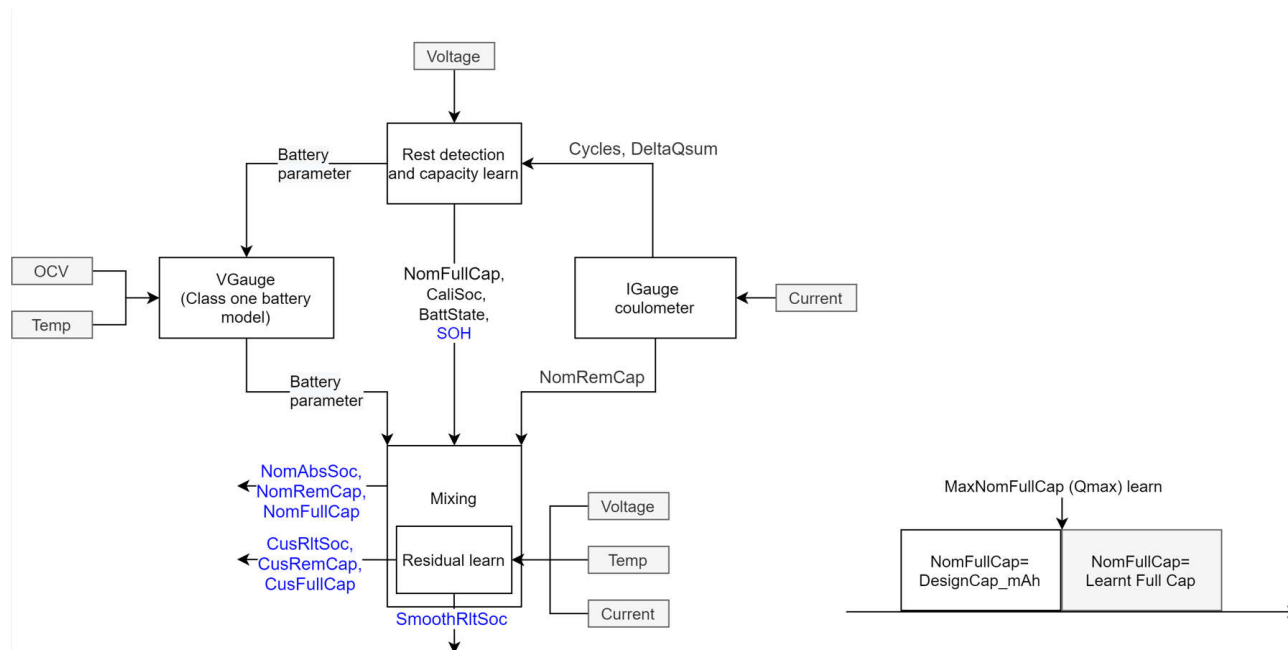 Voltage
Rest detection
and capacity learn
Battery
parameter
Cycles, DeltaQsum
OCV
Temp
VGauge
(Class one battery
model)
NomFullCap,
CaliSoc,
BattState,
SOH
IGauge
coulometer
Current
Battery
parameter
NomRemCap
NomAbsSoc,
NomRemCap,
NomFullCap
Mixing
CusRltSoc,
CusRemCap,
CusFullCap
Residual learn
Voltage
Temp
Current
SmoothRltSoc
MaxNomFullCap (Qmax) learn
NomFullCap=
DesignCap_mAh
NomFullCap=
Learnt Full Cap